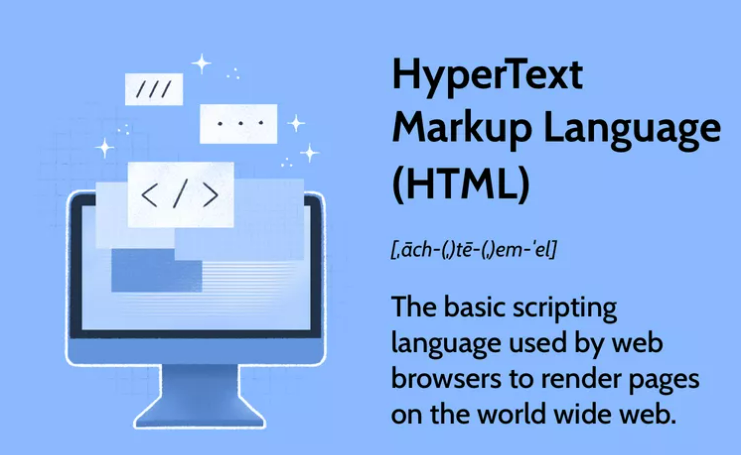 ///
...
</>
HyperText
Markup Language
(HTML)
[ˌāch-(ˌ)tē-(ˌ)em-ˈel]
The basic scripting
language used by web
browsers to render pages
on the world wide web.